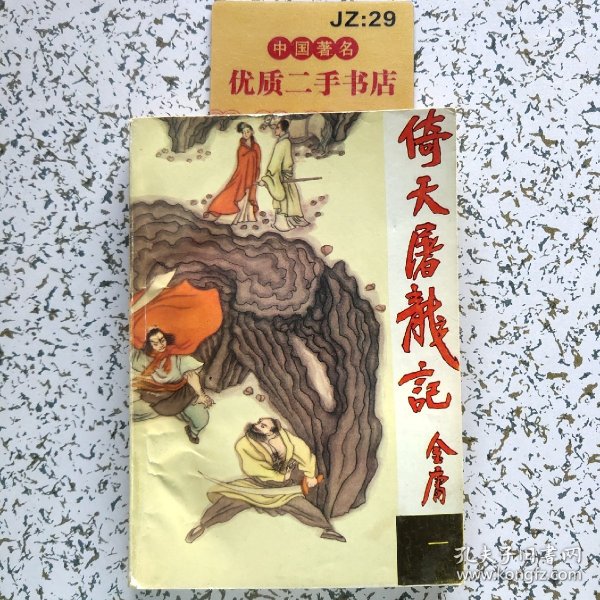 JZ:29
中国著名
优质二手书店
倚天屠龍記
金庸
一
孔夫子旧书网
www.kongfz.com